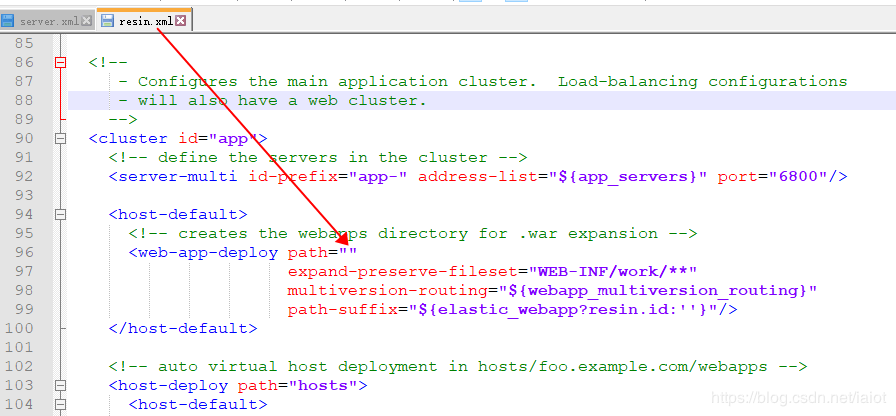 server.xml resin.xml
85
86 <!--
87 - Configures the main application cluster.  Load-balancing configurations
88 - will also have a web cluster.
89 -->
90 <cluster id="app">
91 <!-- define the servers in the cluster -->
92 <server-multi id-prefix="app-" address-list="${app_servers}" port="6800"/>
93
94 <host-default>
95 <!-- creates the webapps directory for .war expansion -->
96 <web-app-deploy path=""
97 expand-preserve-fileset="WEB-INF/work/**"
98 multiversion-routing="${webapp_multiversion_routing}"
99 path-suffix="${elastic_webapp?resin.id:''}"/>
100 </host-default>
101
102 <!-- auto virtual host deployment in hosts/foo.example.com/webapps -->
103 <host-deploy path="hosts">
104 <host-default>
https://blog.csdn.net/iaiot